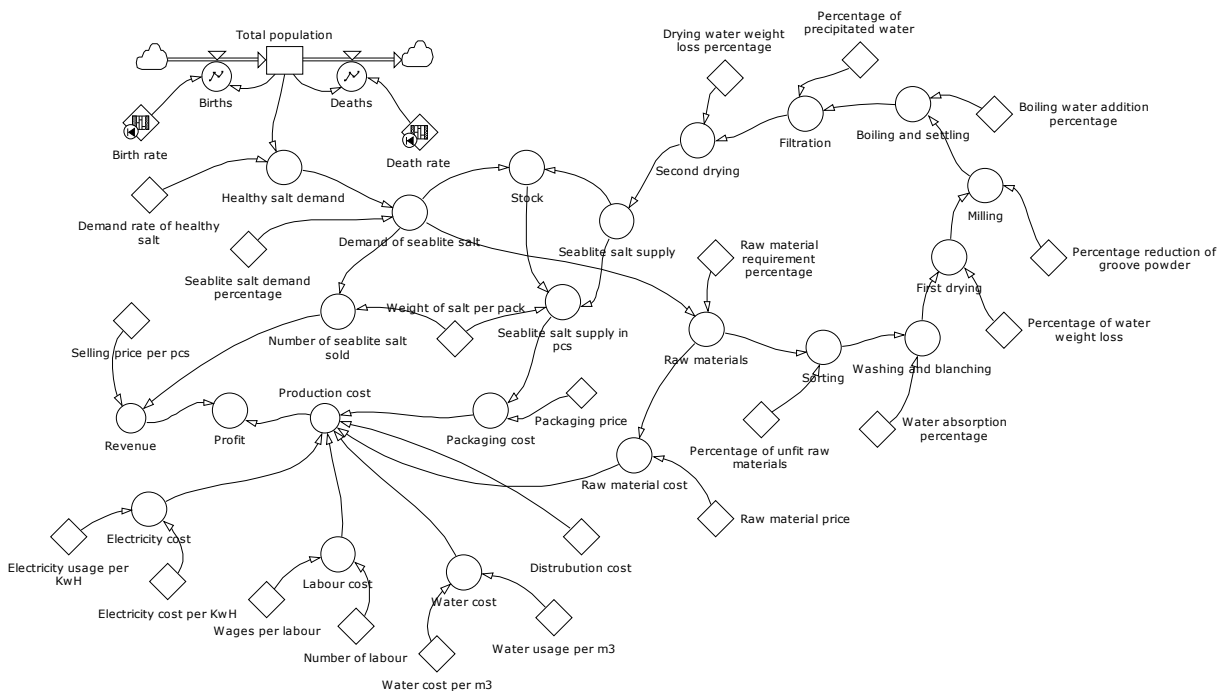 Total population
Births
Deaths
Birth rate
Death rate
Healthy salt demand
Demand rate of healthy
salt
Demand of seablite salt
Seablite salt demand
percentage
Stock
Seablite salt supply
Drying water weight
loss percentage
Percentage of
precipitated water
Second drying
Filtration
Boiling and settling
Boiling water addition
percentage
Milling
Percentage reduction of
groove powder
First drying
Percentage of water
weight loss
Raw material
requirement
percentage
Raw materials
Sorting
Washing and blanching
Percentage of unfit raw
materials
Water absorption
percentage
Weight of salt per pack
Number of seablite salt
sold
Seablite salt supply in
pcs
Selling price per pcs
Revenue
Profit
Production cost
Packaging cost
Packaging price
Raw material cost
Raw material price
Electricity cost
Electricity usage per
KwH
Electricity cost per KwH
Labour cost
Wages per labour
Number of labour
Water cost
Water cost per m3
Water usage per m3
Distrubution cost